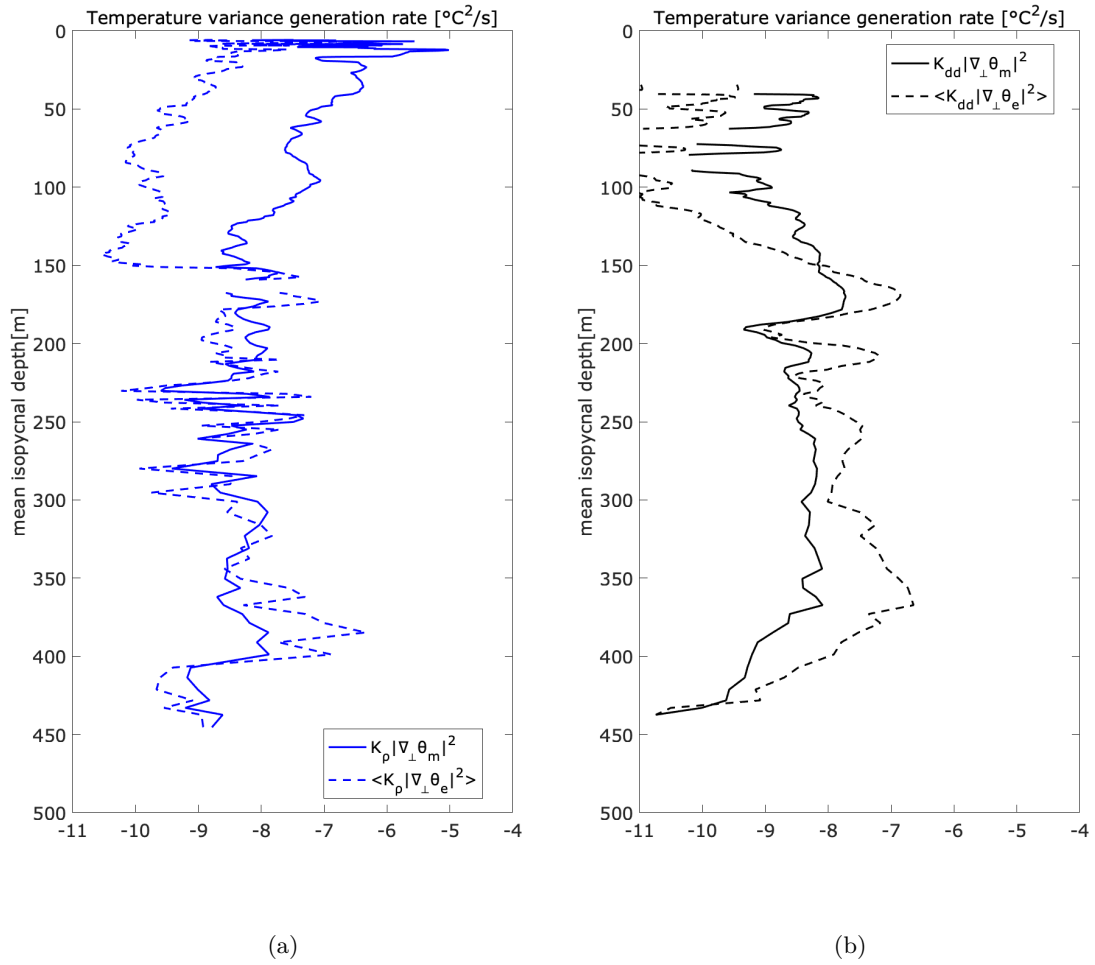 Temperature variance generation rate [°C²/s]
0
50
100
150
200
250
300
350
400
450
500
mean isopycnal depth[m]
-11 -10 -9 -8 -7 -6 -5 -4
K_ρ|∇_⊥θ_m|²
<K_ρ|∇_⊥θ_e|²>
(a)
Temperature variance generation rate [°C²/s]
0
50
100
150
200
250
300
350
400
450
500
mean isopycnal depth[m]
-11 -10 -9 -8 -7 -6 -5 -4
K_dd|∇_⊥θ_m|²
<K_dd|∇_⊥θ_e|²>
(b)